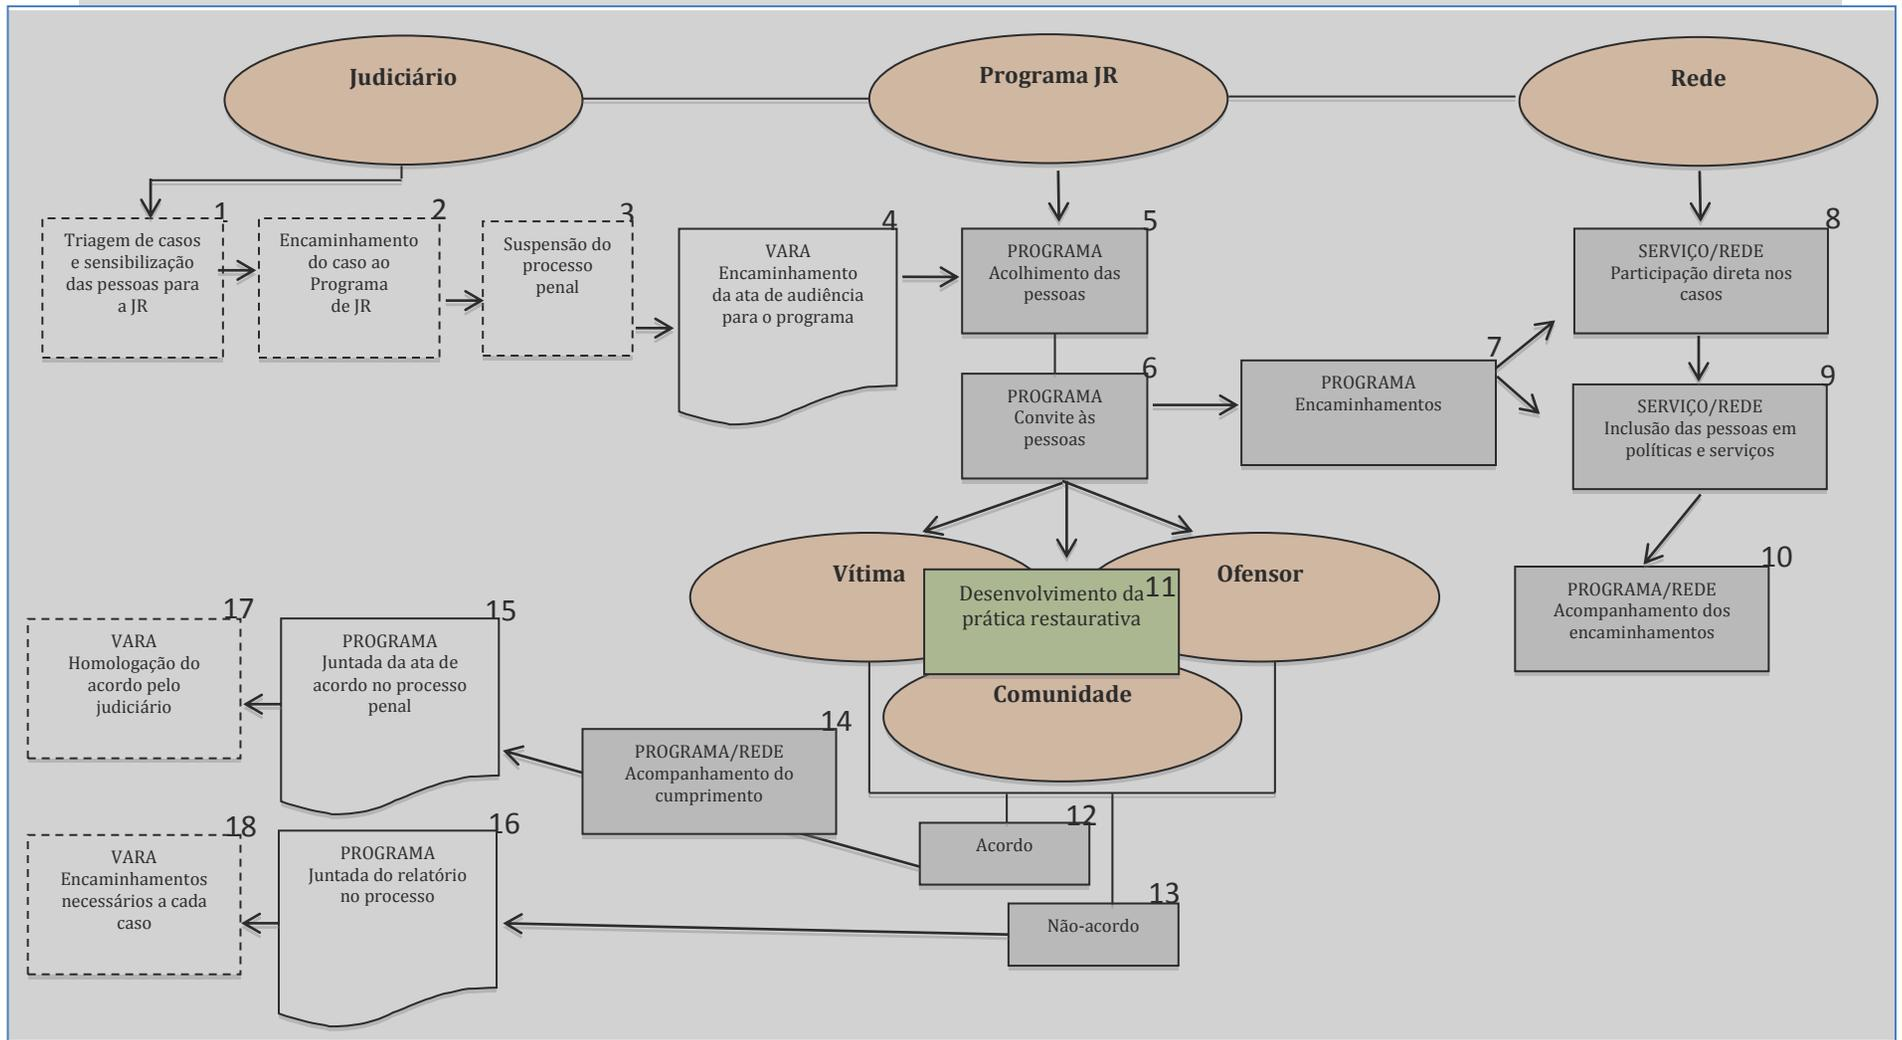 Judiciário
Programa JR
Rede
1
Triagem de casos
e sensibilização
das pessoas para
a JR
2
Encaminhamento
do caso ao
Programa
de JR
3
Suspensão do
processo
penal
4
VARA
Encaminhamento
da ata de audiência
para o programa
5
PROGRAMA
Acolhimento das
pessoas
6
PROGRAMA
Convite às
pessoas
7
PROGRAMA
Encaminhamentos
8
SERVIÇO/REDE
Participação direta nos
casos
9
SERVIÇO/REDE
Inclusão das pessoas em
políticas e serviços
10
PROGRAMA/REDE
Acompanhamento dos
encaminhamentos
Vítima
Ofensor
11
Desenvolvimento da
prática restaurativa
Comunidade
12
Acordo
13
Não-acordo
14
PROGRAMA/REDE
Acompanhamento do
cumprimento
15
PROGRAMA
Juntada da ata de
acordo no processo
penal
16
PROGRAMA
Juntada do relatório
no processo
17
VARA
Homologação do
acordo pelo
judiciário
18
VARA
Encaminhamentos
necessários a cada
caso